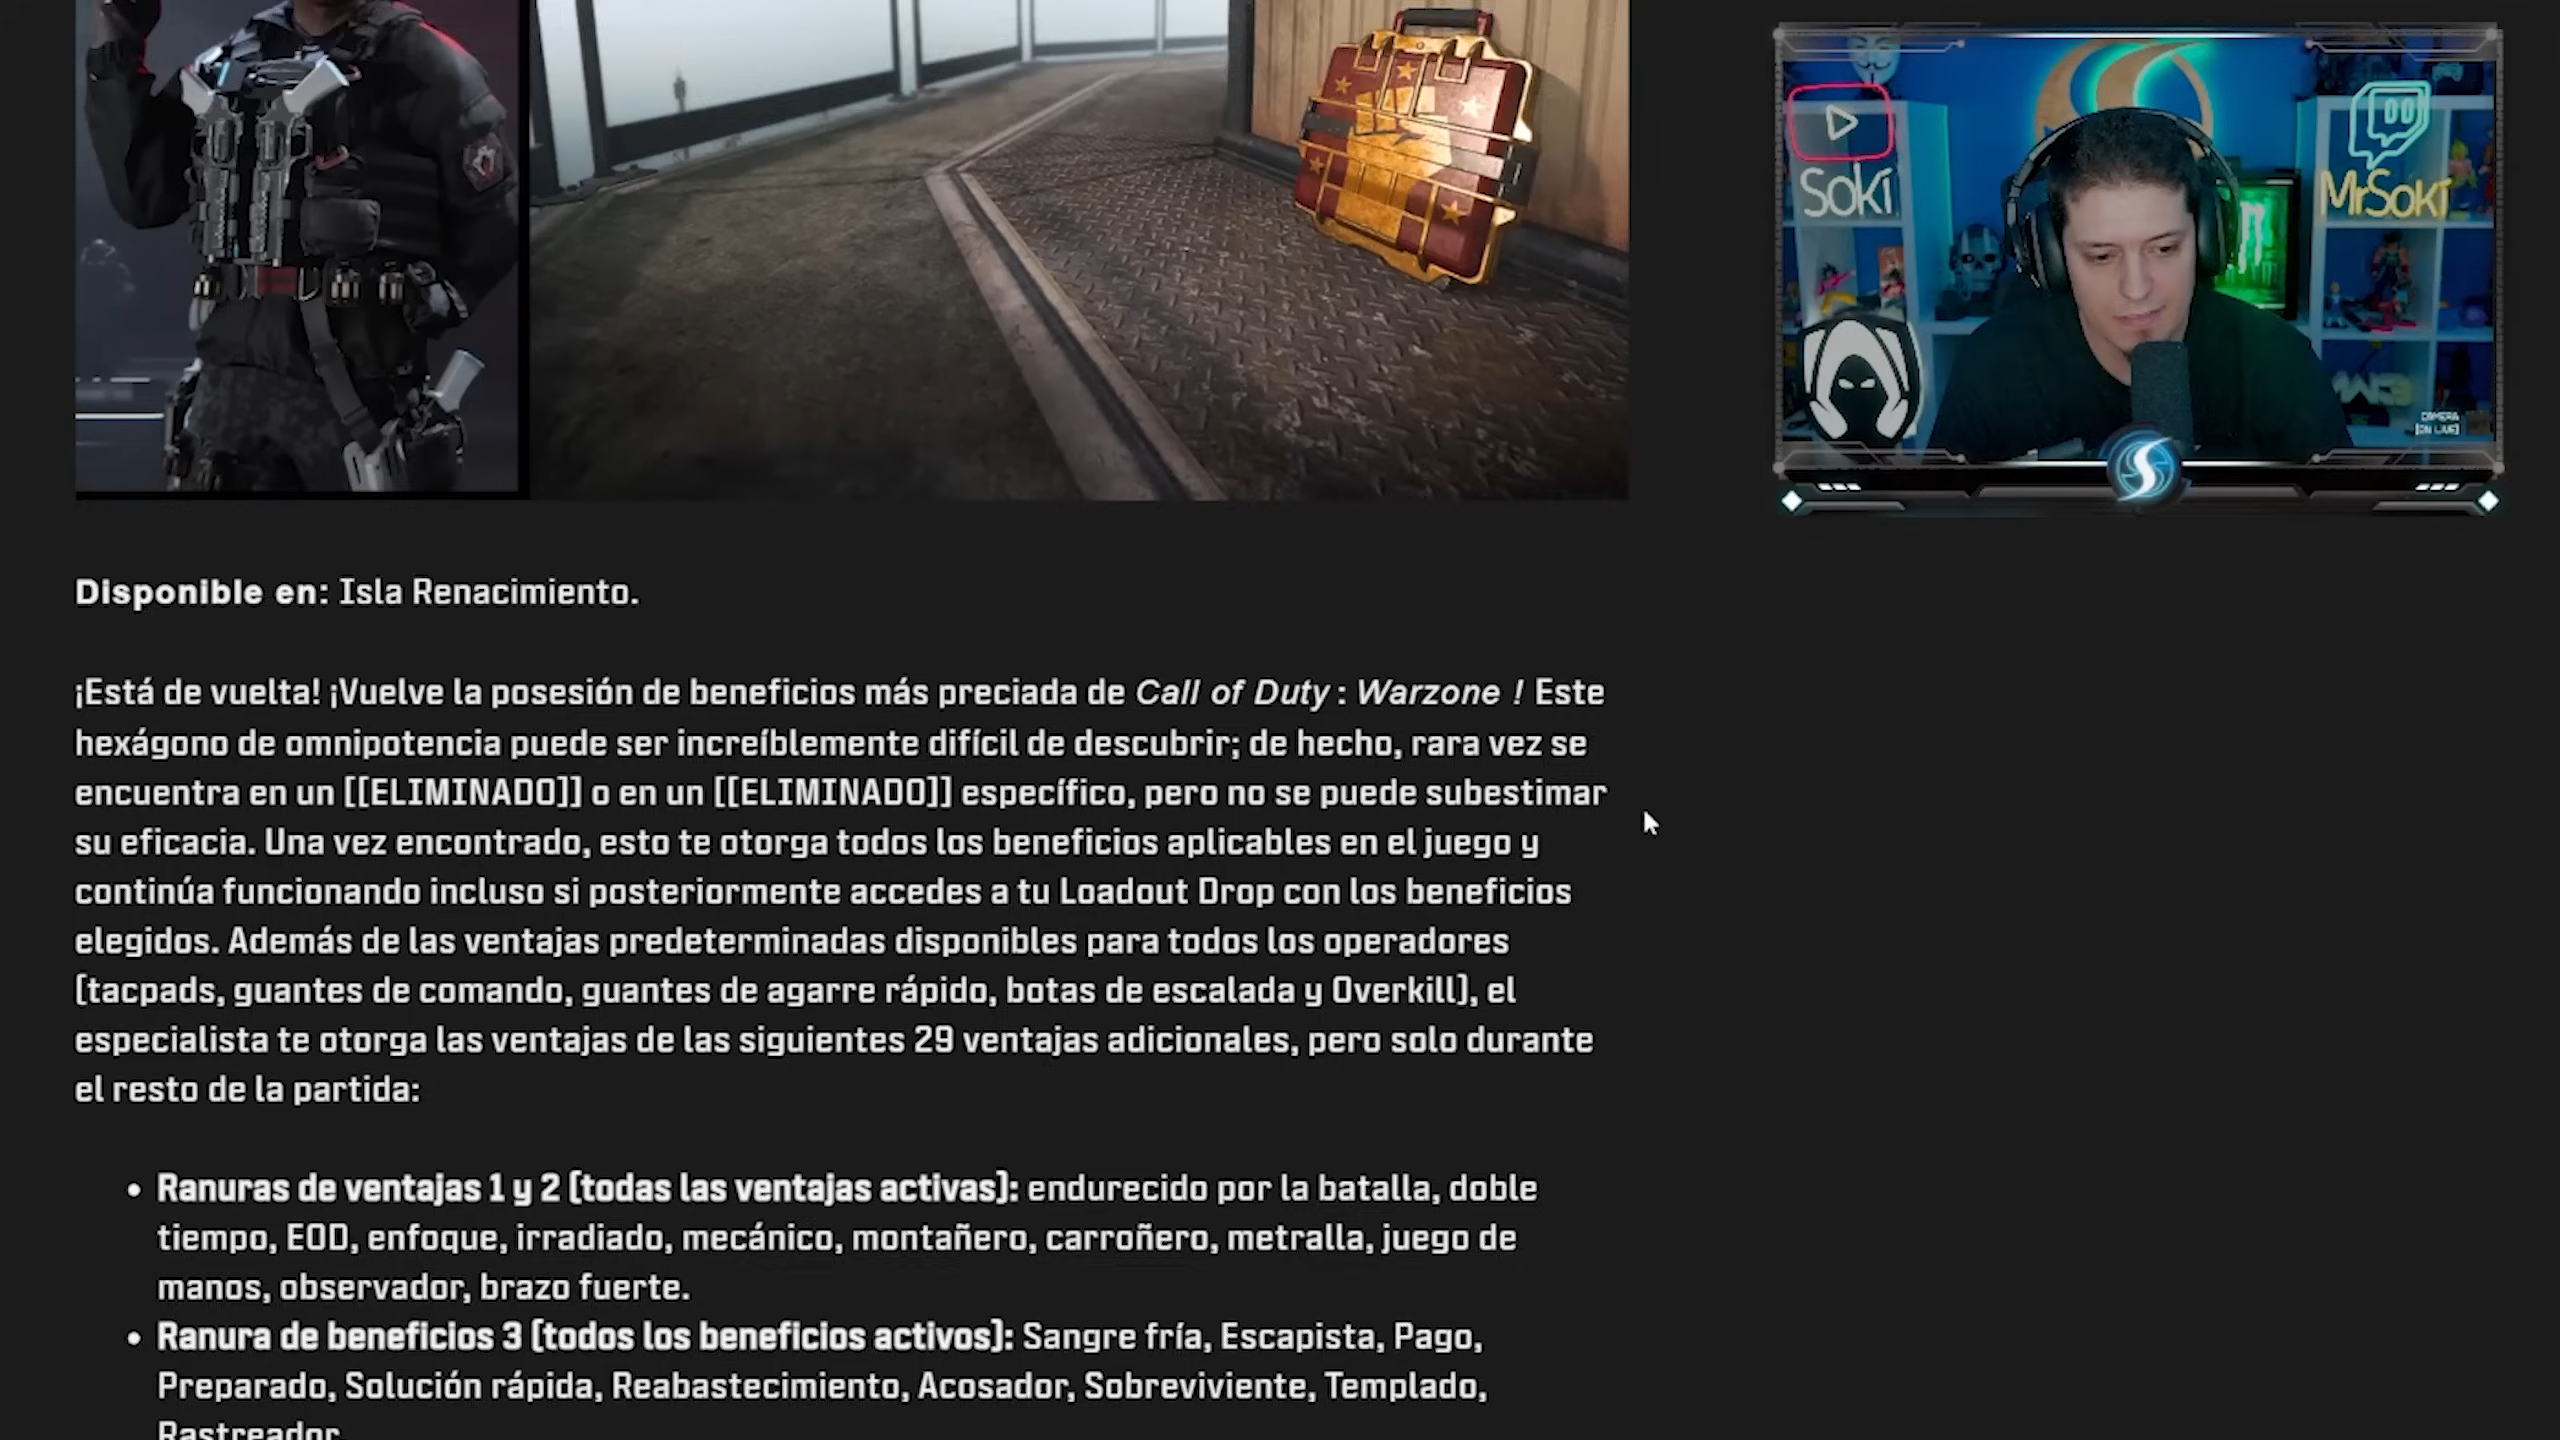 Soki
MrSoki
CAMERA
[ON LIVE]
Disponible en: Isla Renacimiento.
¡Está de vuelta! ¡Vuelve la posesión de beneficios más preciada de Call of Duty : Warzone ! Este
hexágono de omnipotencia puede ser increíblemente difícil de descubrir; de hecho, rara vez se
encuentra en un [[ELIMINADO]] o en un [[ELIMINADO]] específico, pero no se puede subestimar
su eficacia. Una vez encontrado, esto te otorga todos los beneficios aplicables en el juego y
continúa funcionando incluso si posteriormente accedes a tu Loadout Drop con los beneficios
elegidos. Además de las ventajas predeterminadas disponibles para todos los operadores
(tacpads, guantes de comando, guantes de agarre rápido, botas de escalada y Overkill), el
especialista te otorga las ventajas de las siguientes 29 ventajas adicionales, pero solo durante
el resto de la partida:
• Ranuras de ventajas 1 y 2 (todas las ventajas activas): endurecido por la batalla, doble
tiempo, EOD, enfoque, irradiado, mecánico, montañero, carroñero, metralla, juego de
manos, observador, brazo fuerte.
• Ranura de beneficios 3 (todos los beneficios activos): Sangre fría, Escapista, Pago,
Preparado, Solución rápida, Reabastecimiento, Acosador, Sobreviviente, Templado,
Rastreador.